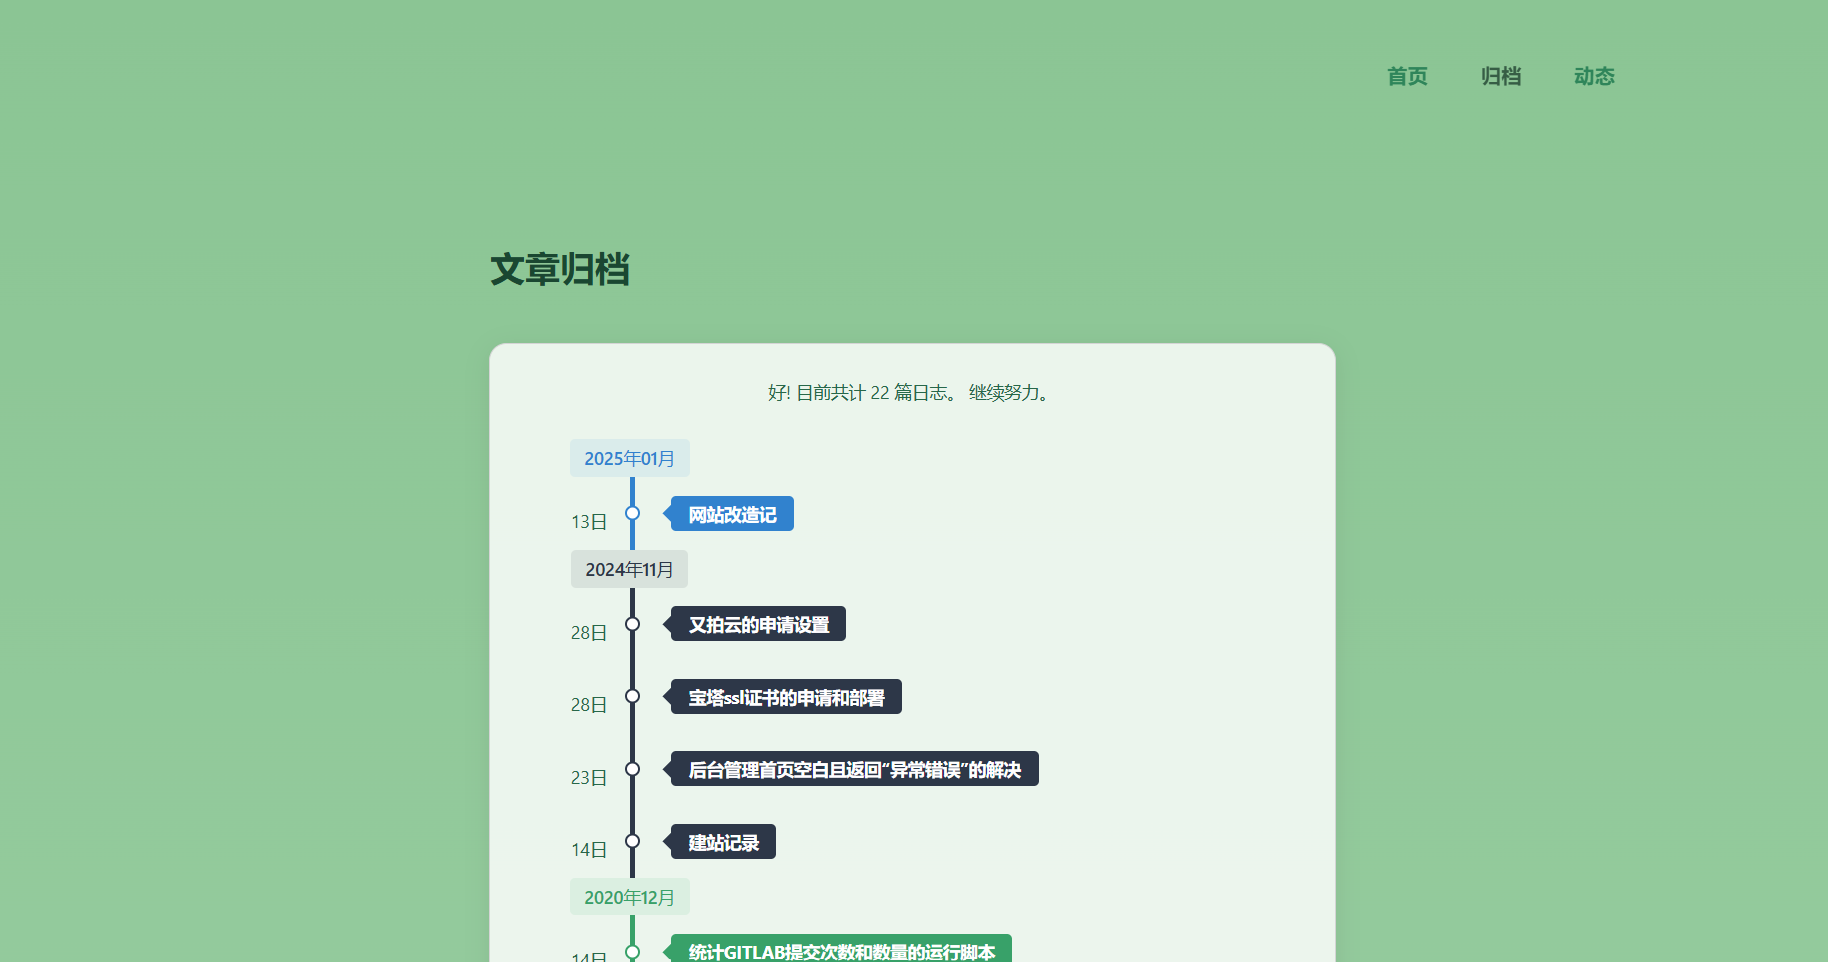 首页 归档 动态
文章归档
好! 目前共计 22 篇日志。 继续努力。
2025年01月
13日 网站改造记
2024年11月
28日 又拍云的申请设置
28日 宝塔ssl证书的申请和部署
23日 后台管理首页空白且返回“异常错误”的解决
14日 建站记录
2020年12月
14日 统计GITLAB提交次数和数量的运行脚本